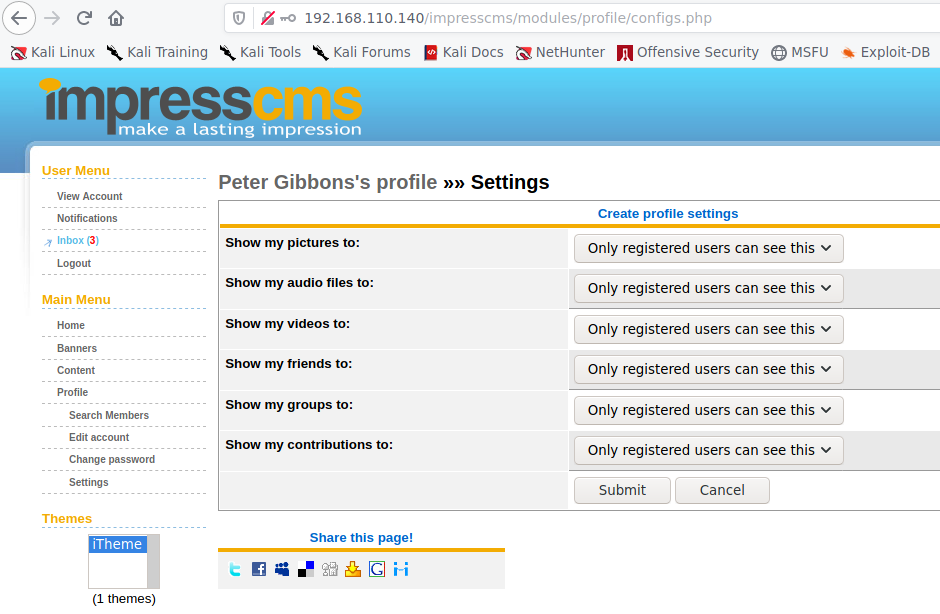 192.168.110.140/impresscms/modules/profile/configs.php
Kali Linux Kali Training Kali Tools Kali Forums Kali Docs NetHunter Offensive Security MSFU Exploit-DB
impresscms
make a lasting impression
User Menu
View Account
Notifications
Inbox (3)
Logout
Main Menu
Home
Banners
Content
Profile
Search Members
Edit account
Change password
Settings
Themes
iTheme
(1 themes)
Peter Gibbons's profile »» Settings
Create profile settings
Show my pictures to: Only registered users can see this
Show my audio files to: Only registered users can see this
Show my videos to: Only registered users can see this
Show my friends to: Only registered users can see this
Show my groups to: Only registered users can see this
Show my contributions to: Only registered users can see this
Submit Cancel
Share this page!